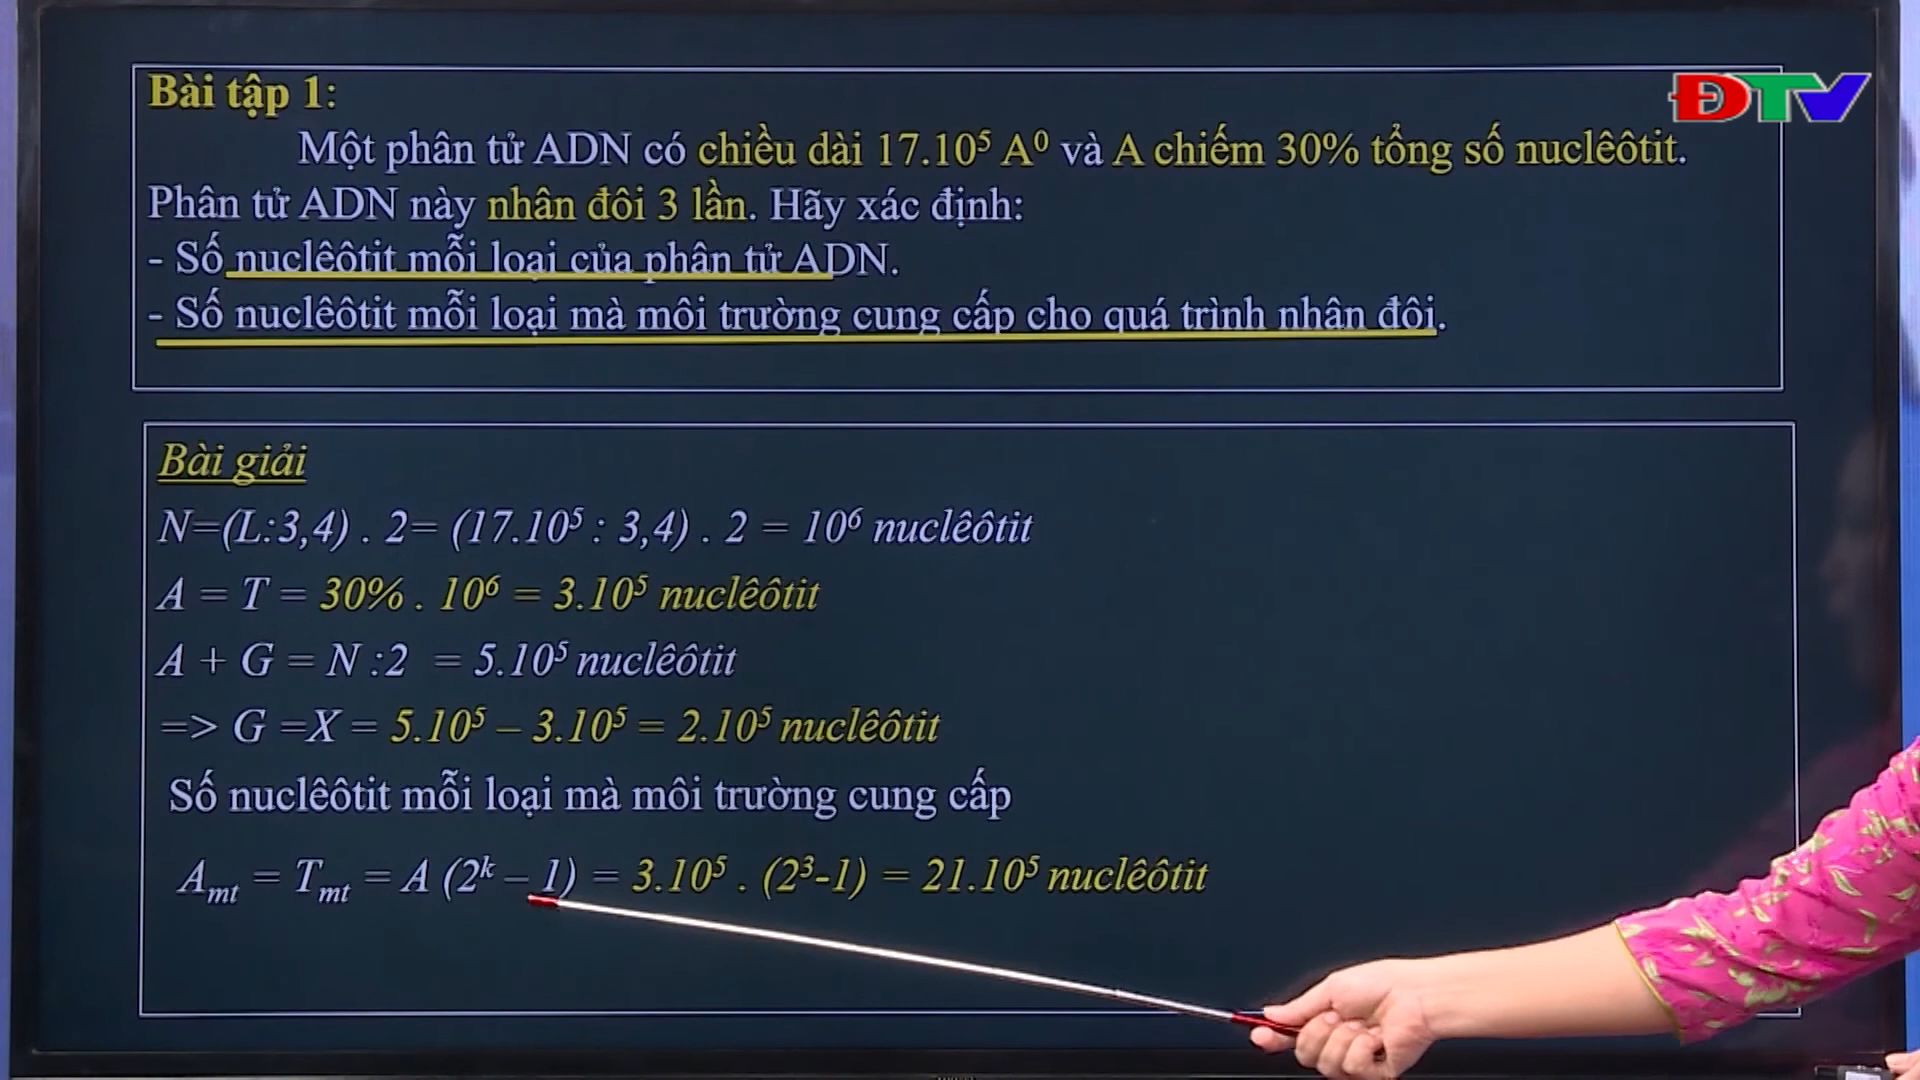 Bài tập 1:
ĐTV
Một phân tử ADN có chiều dài 17.10⁵ A⁰ và A chiếm 30% tổng số nuclêôtit.
Phân tử ADN này nhân đôi 3 lần. Hãy xác định:
- Số nuclêôtit mỗi loại của phân tử ADN.
- Số nuclêôtit mỗi loại mà môi trường cung cấp cho quá trình nhân đôi.
Bài giải
N=(L:3,4) . 2= (17.10⁵ : 3,4) . 2 = 10⁶ nuclêôtit
A = T = 30% . 10⁶ = 3.10⁵ nuclêôtit
A + G = N :2 = 5.10⁵ nuclêôtit
=> G =X = 5.10⁵ – 3.10⁵ = 2.10⁵ nuclêôtit
Số nuclêôtit mỗi loại mà môi trường cung cấp
Aₘₜ = Tₘₜ = A (2ᵏ – 1) = 3.10⁵ . (2³-1) = 21.10⁵ nuclêôtit